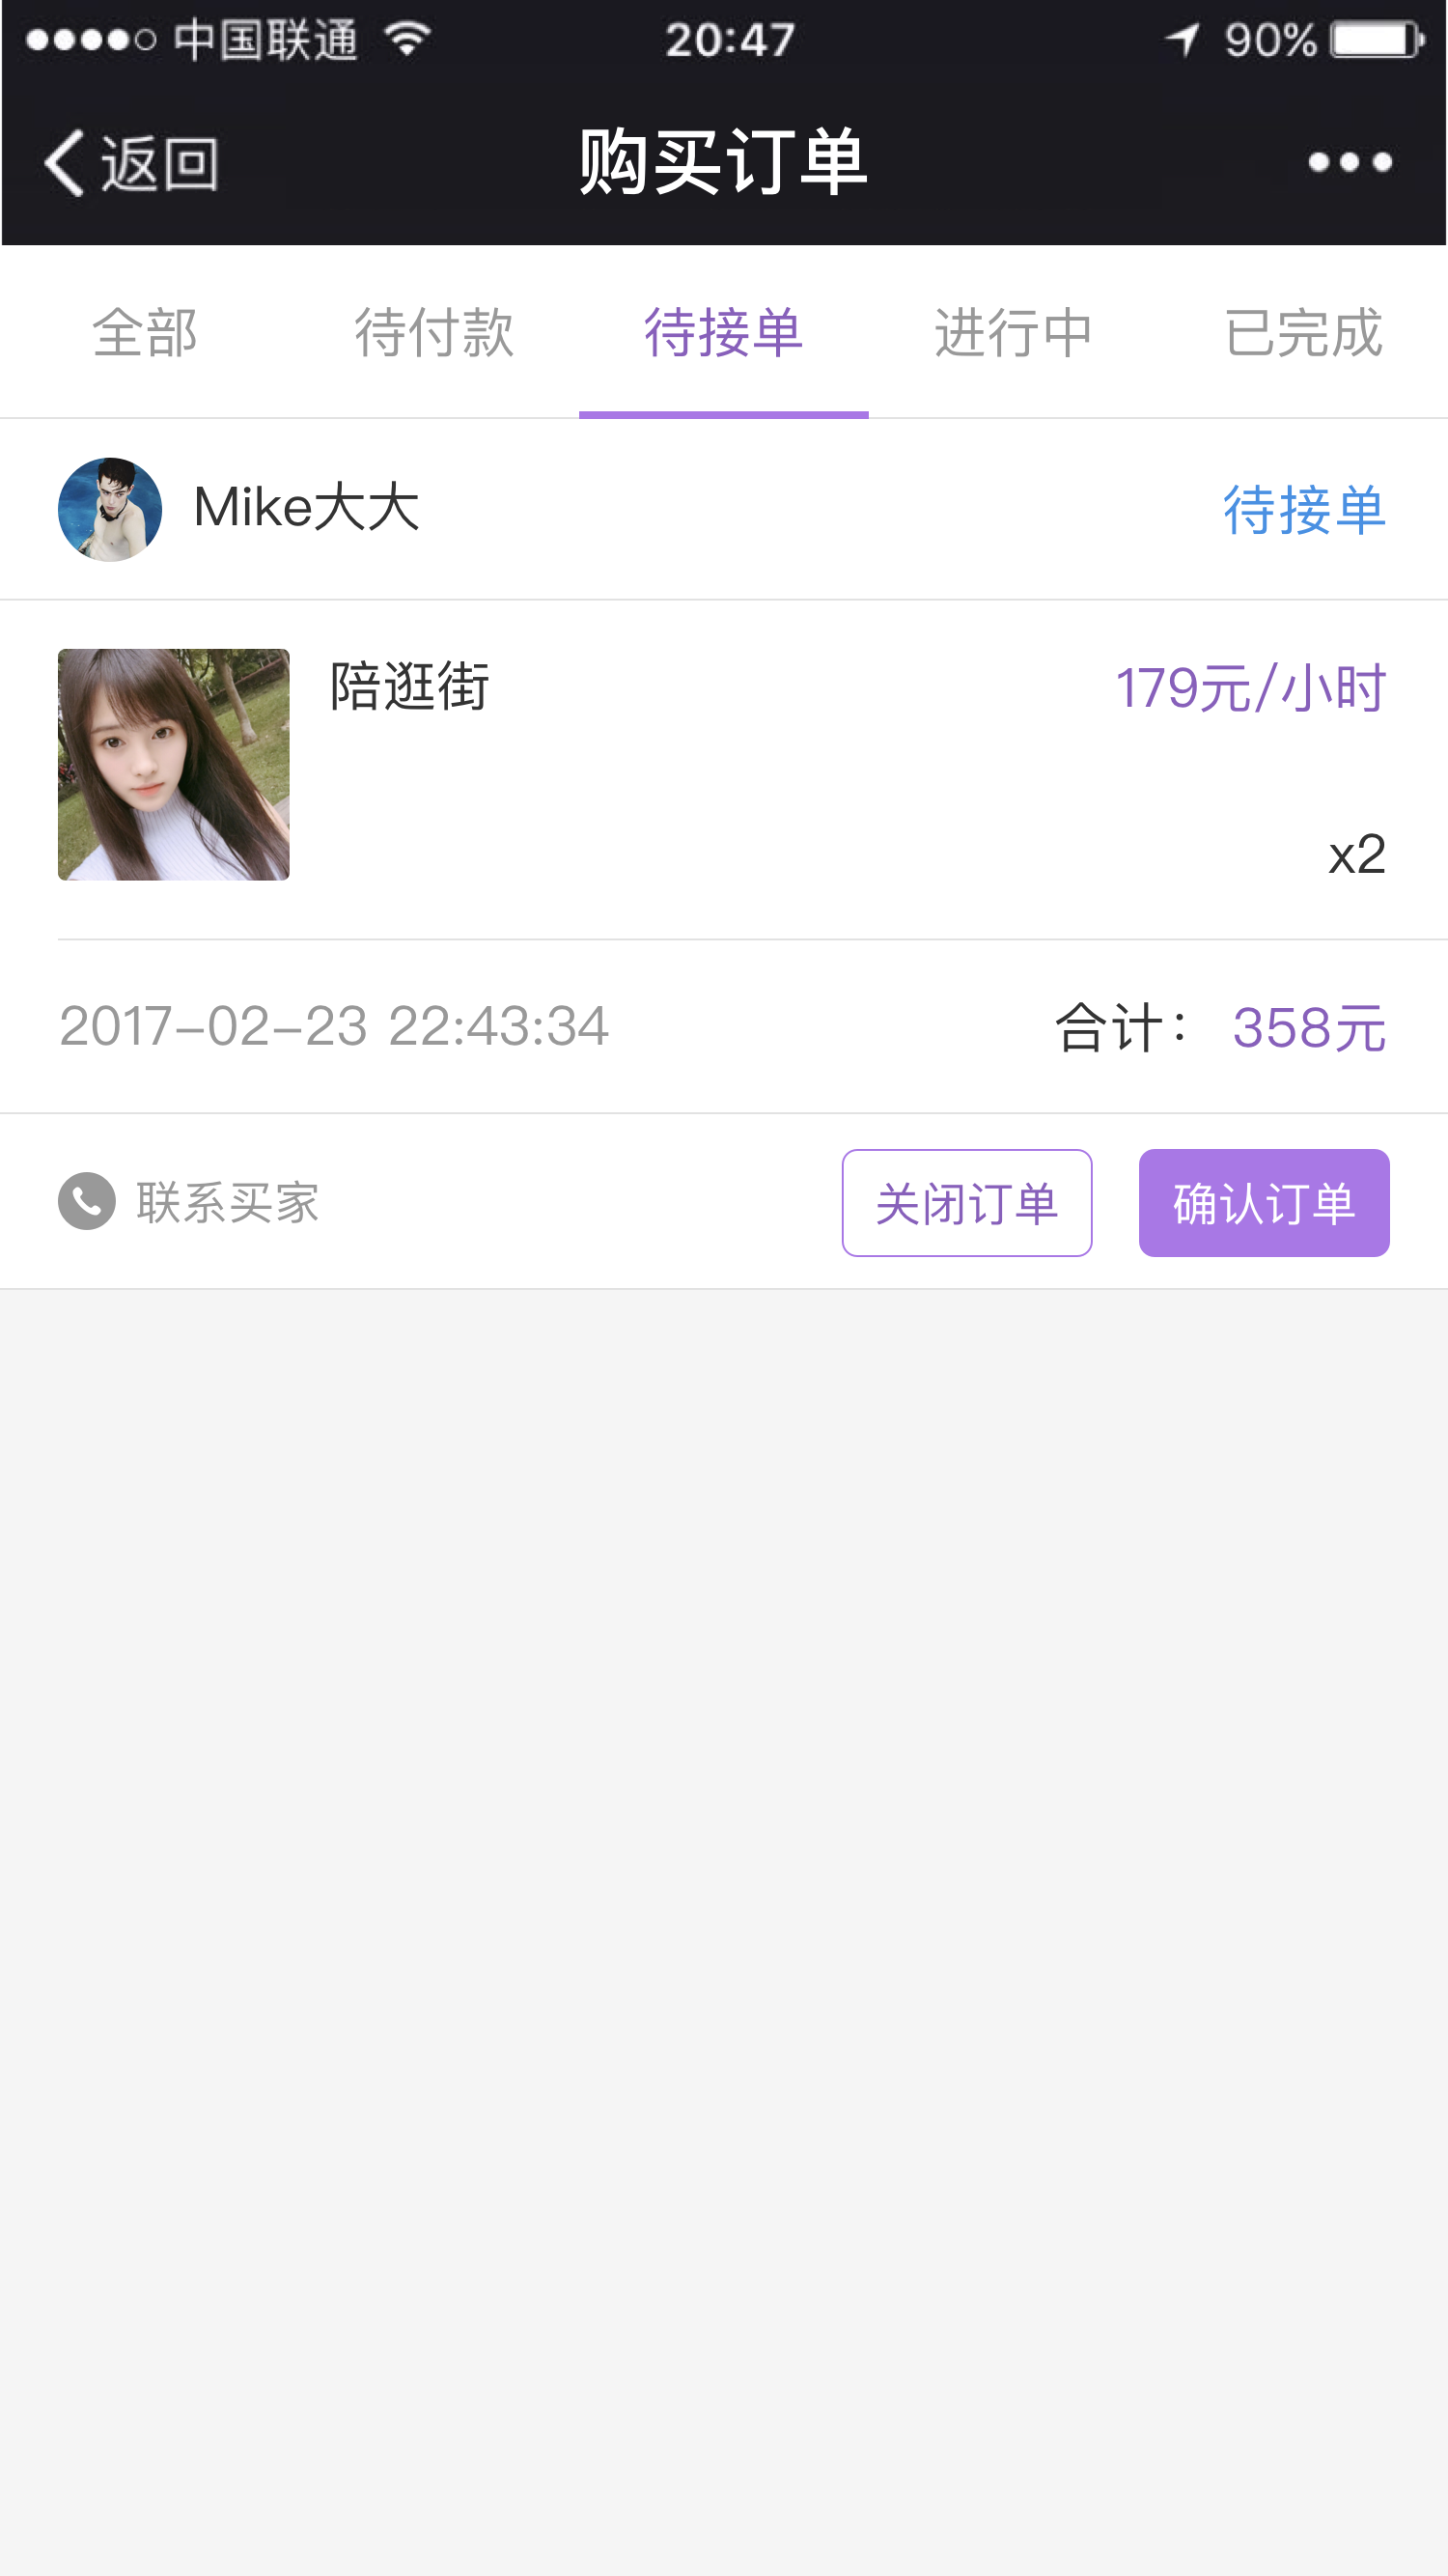 中国联通 20:47 90%
返回 购买订单
全部 待付款 待接单 进行中 已完成
Mike大大 待接单
陪逛街 179元/小时
x2
2017-02-23 22:43:34 合计： 358元
联系买家 关闭订单 确认订单